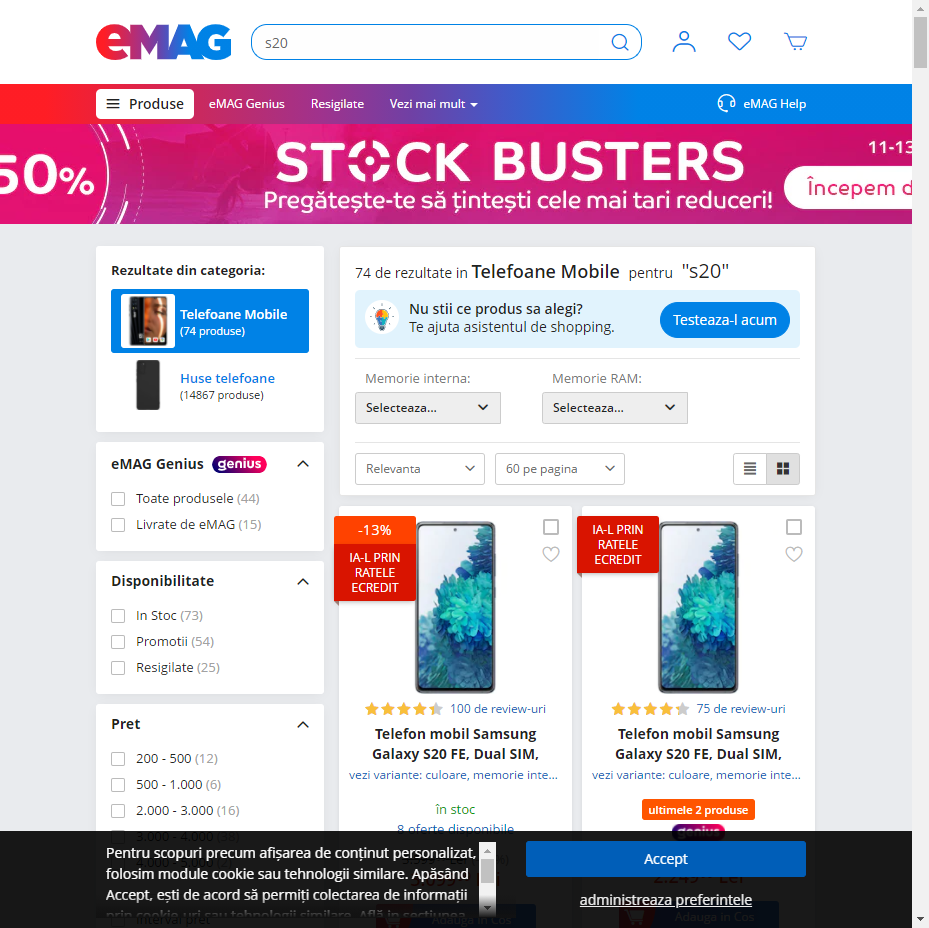 eMAG
s20
Produse
eMAG Genius
Resigilate
Vezi mai mult
eMAG Help
50%
STOCK BUSTERS
Pregătește-te să țintești cele mai tari reduceri!
11-13
Începem d
Rezultate din categoria:
Telefoane Mobile
(74 produse)
Huse telefoane
(14867 produse)
eMAG Genius genius
Toate produsele (44)
Livrate de eMAG (15)
Disponibilitate
In Stoc (73)
Promotii (54)
Resigilate (25)
Pret
200 - 500 (12)
500 - 1.000 (6)
2.000 - 3.000 (16)
74 de rezultate in Telefoane Mobile pentru "s20"
Nu stii ce produs sa alegi?
Te ajuta asistentul de shopping.
Testeaza-l acum
Memorie interna:
Memorie RAM:
Selecteaza...
Selecteaza...
Relevanta
60 pe pagina
-13%
IA-L PRIN
RATELE
ECREDIT
100 de review-uri
Telefon mobil Samsung
Galaxy S20 FE, Dual SIM,
vezi variante: culoare, memorie inte...
în stoc
8 oferte disponibile
IA-L PRIN
RATELE
ECREDIT
75 de review-uri
Telefon mobil Samsung
Galaxy S20 FE, Dual SIM,
vezi variante: culoare, memorie inte...
ultimele 2 produse
genius
Adauga in Cos
Adauga in Cos
Pentru scopuri precum afișarea de conținut personalizat,
folosim module cookie sau tehnologii similare. Apăsând
Accept, ești de acord să permiți colectarea de informații
prin cookie-uri sau tehnologii similare. Află in sectiunea
Accept
administreaza preferintele